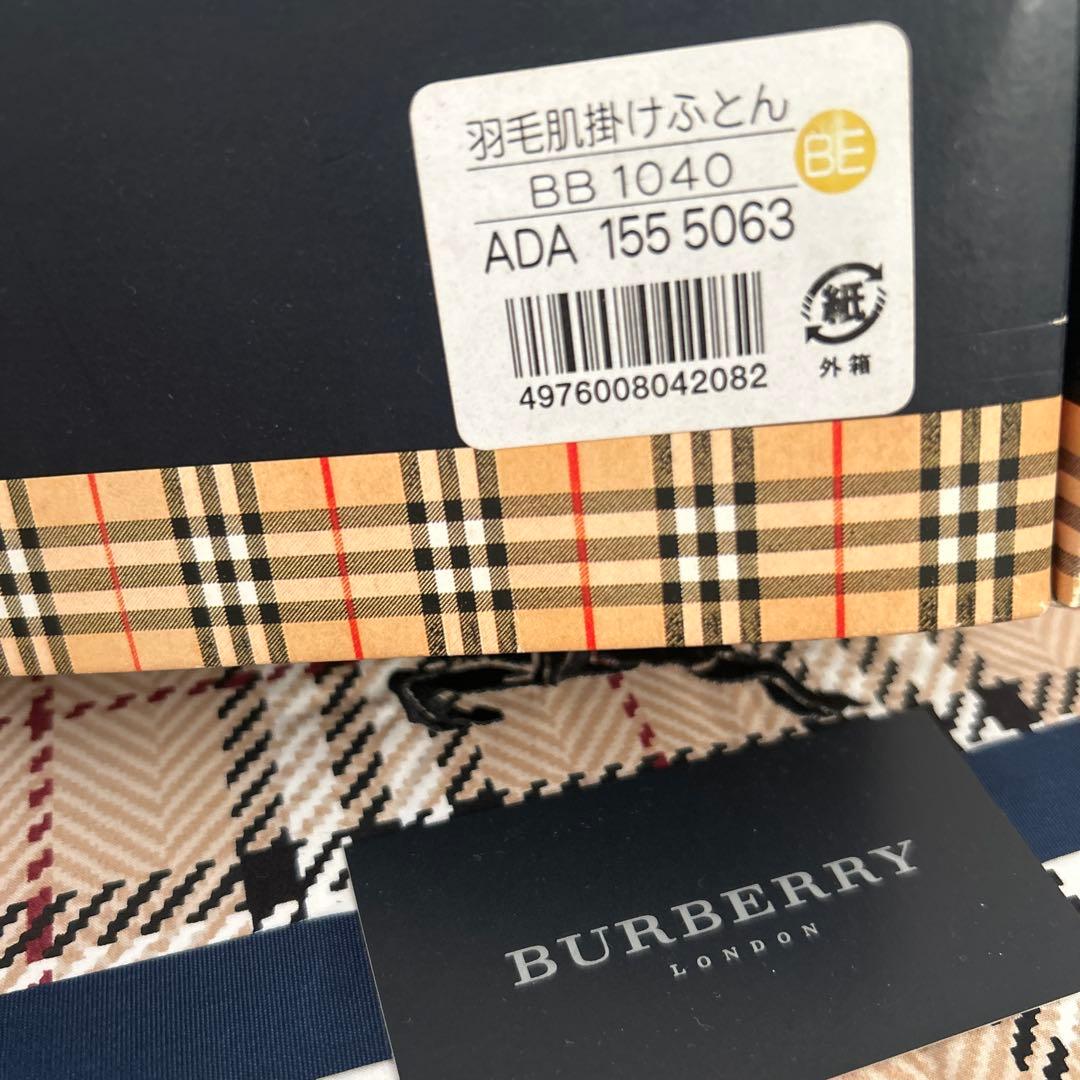 羽毛肌掛けふとん
BE
BB 1040
ADA 155 5063
4976008042082
紙
外箱
BURBERRY
LONDON